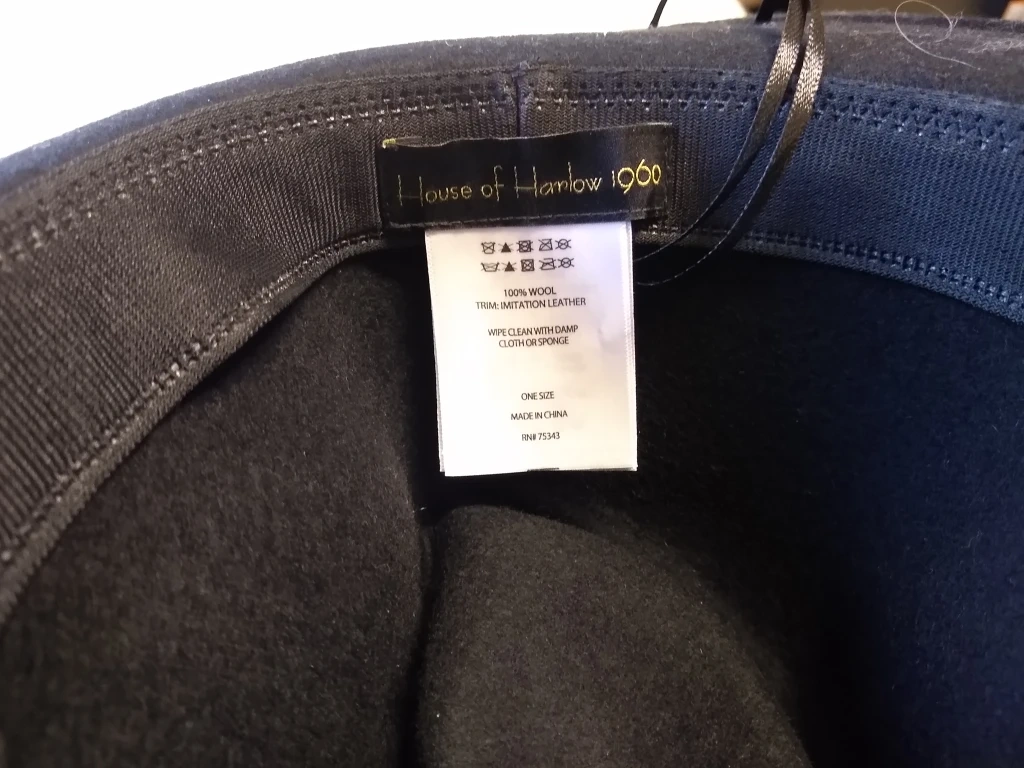 House of Harlow 1960
100% WOOL
TRIM: IMITATION LEATHER
WIPE CLEAN WITH DAMP
CLOTH OR SPONGE
ONE SIZE
MADE IN CHINA
RN# 75343